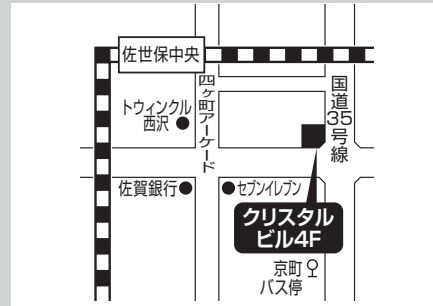 佐世保中央
四ヶ町アーケード
国道35号線
トウィンクル
西沢
佐賀銀行
セブンイレブン
クリスタル
ビル4F
京町
バス停